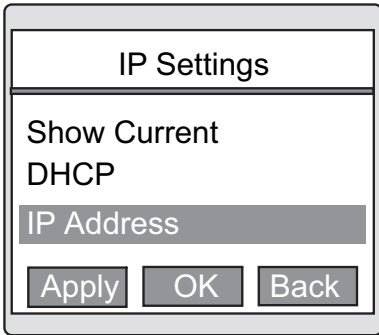 IP Settings
Show Current
DHCP
IP Address
Apply OK Back